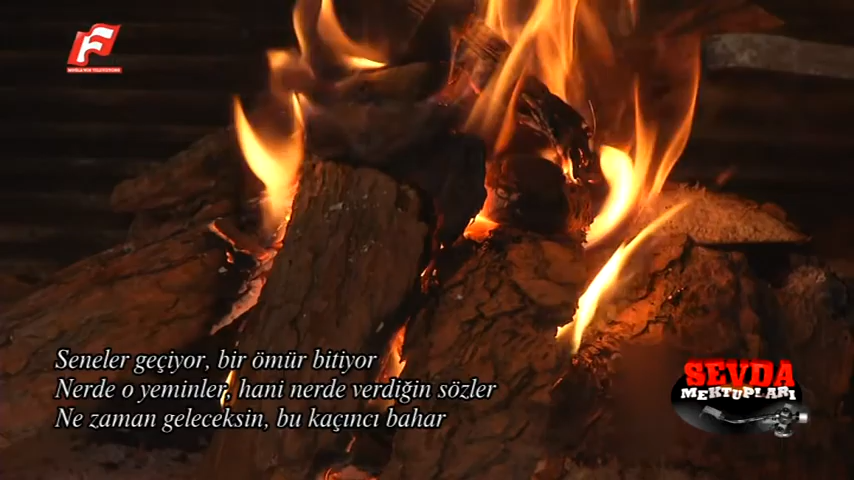 Seneler geçiyor, bir ömür bitiyor
Nerde o yeminler, hani nerde verdiğin sözler
Ne zaman geleceksin, bu kaçıncı bahar
SEVDA
MEKTUPLARI